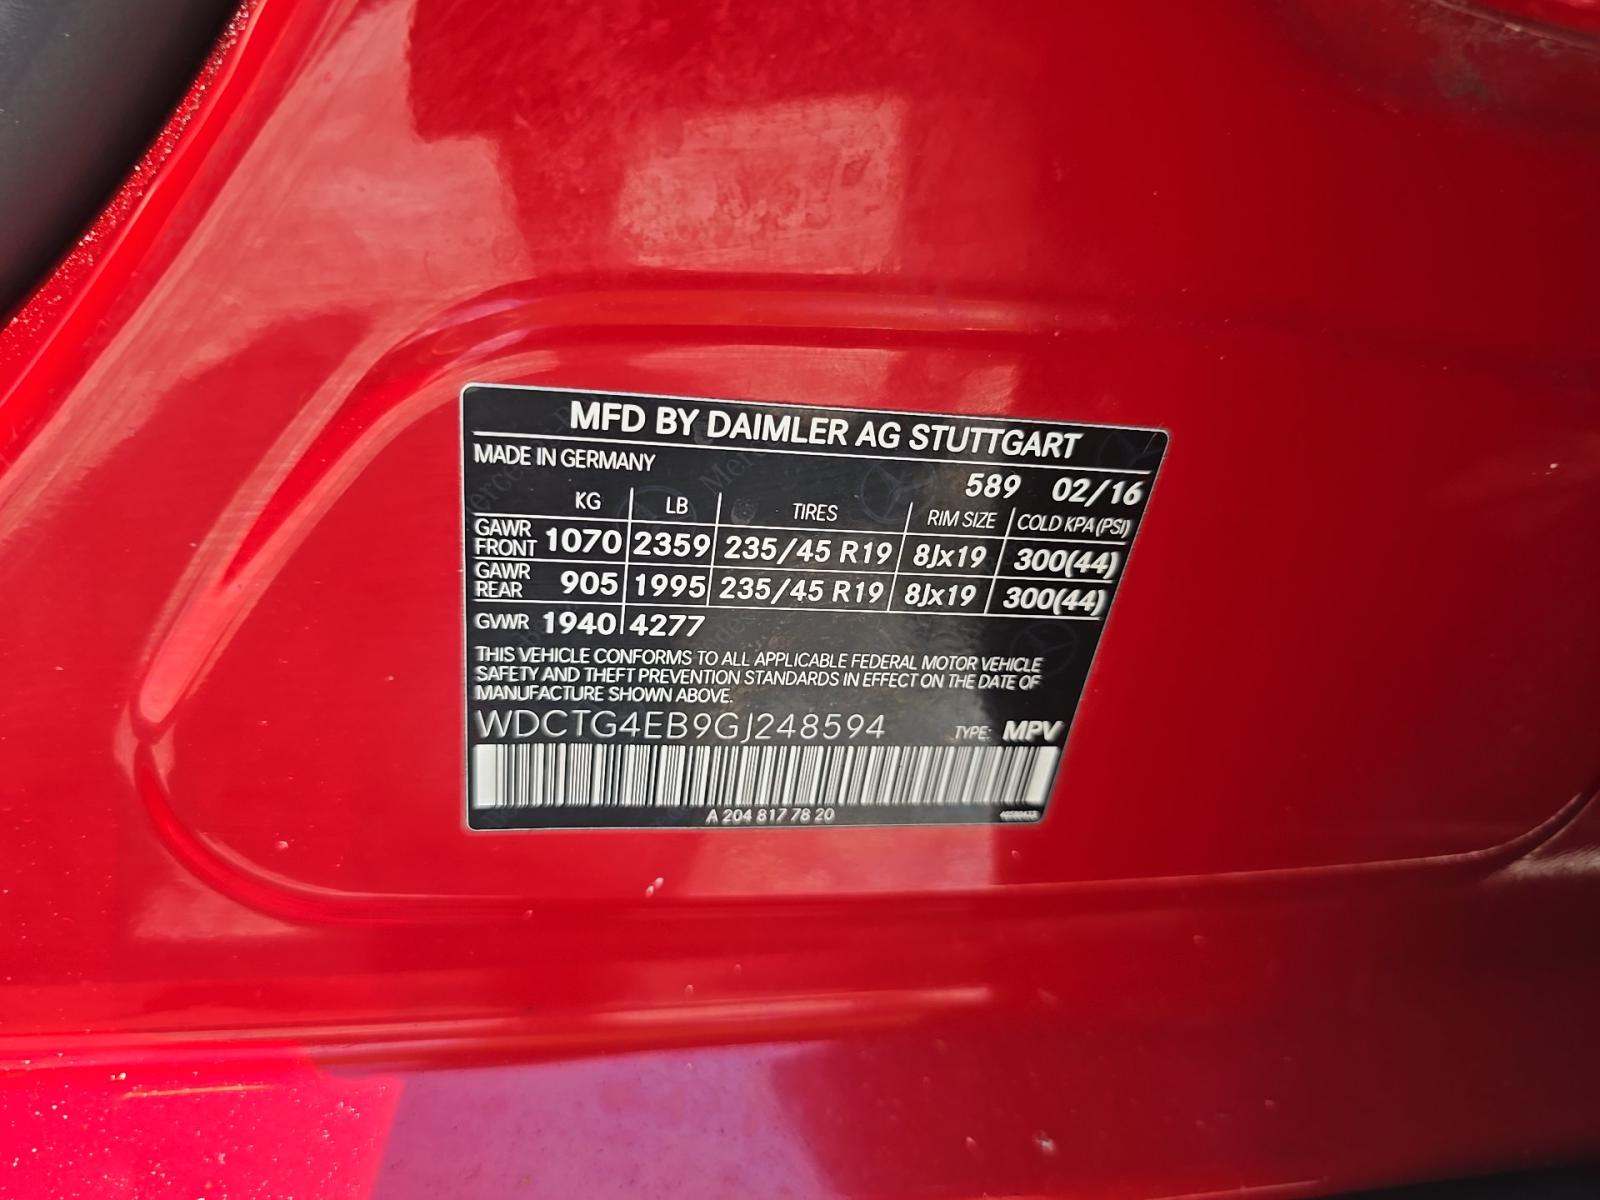 MFD BY DAIMLER AG STUTTGART
MADE IN GERMANY
589 02/16
KG LB TIRES RIM SIZE COLD KPA (PSI)
GAWR FRONT 1070 2359 235/45 R19 8Jx19 300(44)
GAWR REAR 905 1995 235/45 R19 8Jx19 300(44)
GVWR 1940 4277
THIS VEHICLE CONFORMS TO ALL APPLICABLE FEDERAL MOTOR VEHICLE
SAFETY AND THEFT PREVENTION STANDARDS IN EFFECT ON THE DATE OF
MANUFACTURE SHOWN ABOVE.
WDCTG4EB9GJ248594 TYPE: MPV
A 204 817 78 20